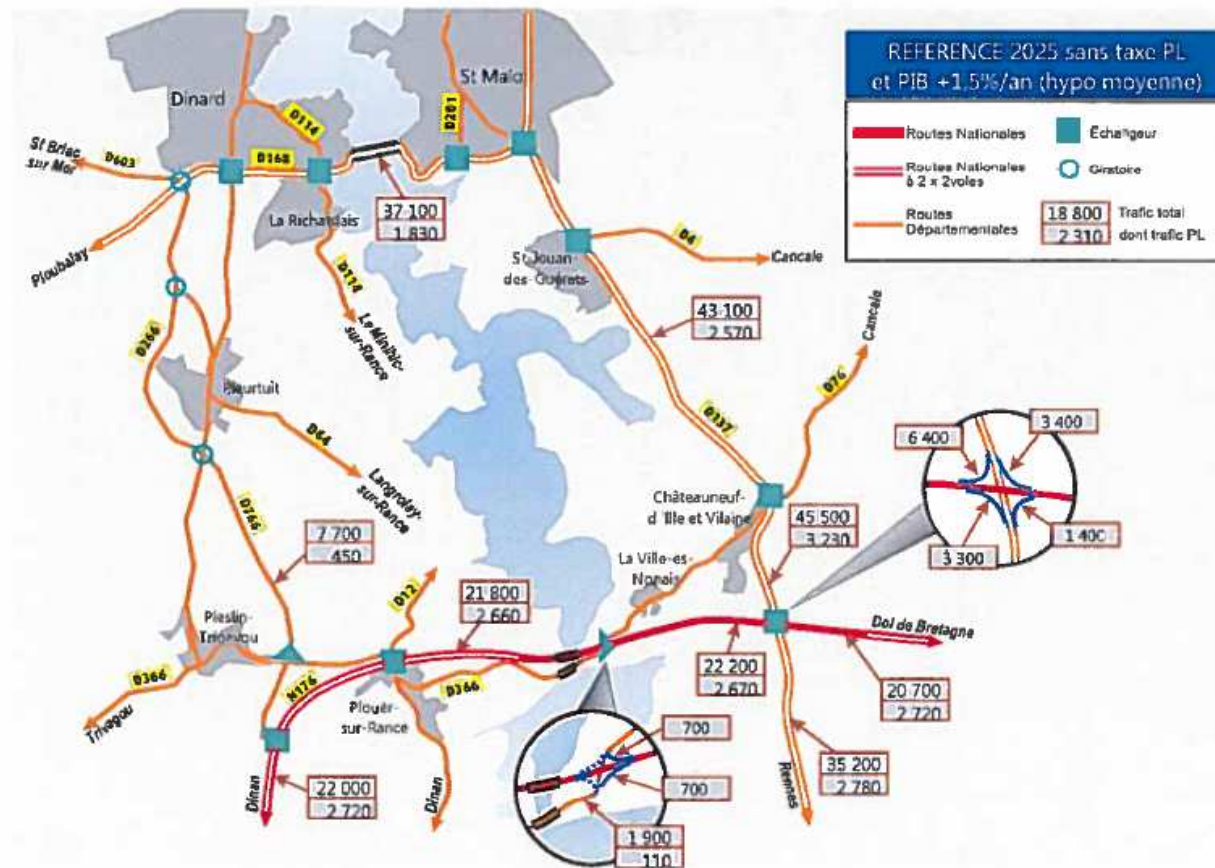 REFERENCE 2025 sans taxe PL
et PIB +1,5%/an (hypo moyenne)
Routes Nationales
Échangeur
Routes Nationales
à 2 x 2voies
Giratoire
Routes
Départementales
18 800
2 310
Trafic total
dont trafic PL
St Malo
Dinard
D114
D201
St Briac
sur Mer
D603
D168
La Richardais
37 100
1 830
Ploubalay
St Jouan-
des-Guérets
D4
Cancale
D114
Le Minihic-
sur-Rance
43 100
2 570
Cancale
D266
Pleurtuit
D76
D137
D64
Langrolay-
sur-Rance
6 400
3 400
3 300
1 400
D766
Châteauneuf-
d'Ille et Vilaine
45 500
3 230
7 700
450
La Ville-es-
Nonais
D12
21 800
2 660
Pleslin-
Trigavou
Dol de Bretagne
D366
Trivagou
N176
D366
22 200
2 670
20 700
2 720
Plouër-
sur-Rance
700
700
1 900
110
Dinan
22 000
2 720
Dinan
Rennes
35 200
2 780